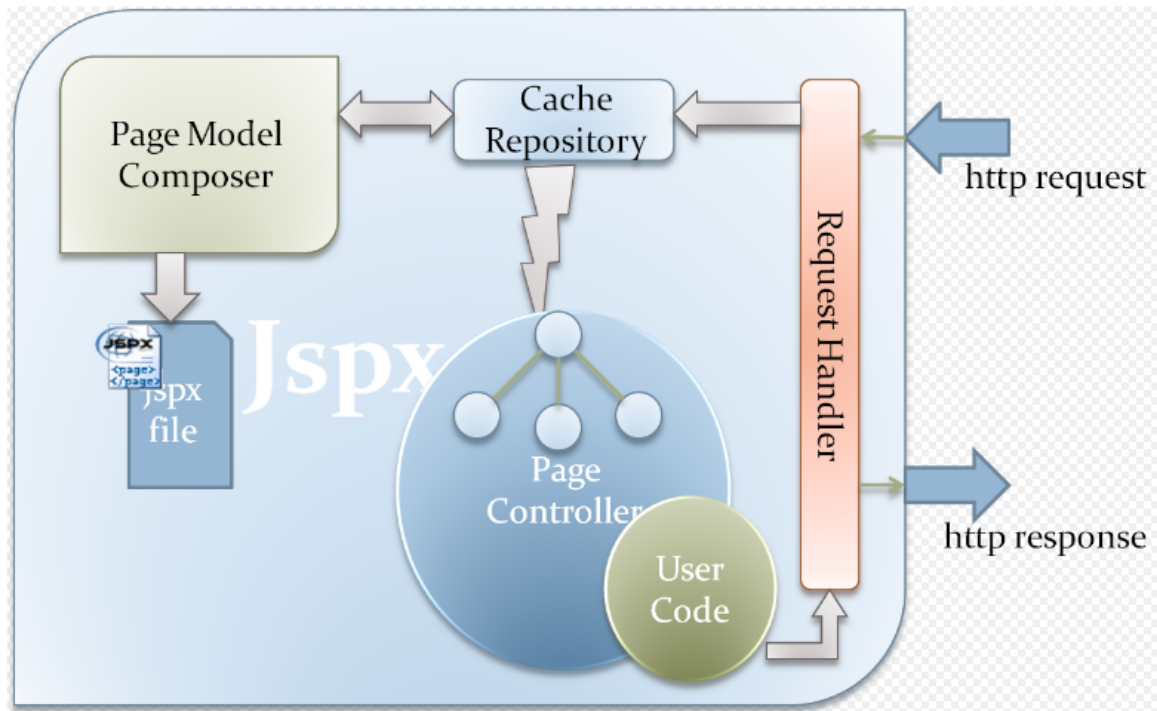 Page Model
Composer
Cache
Repository
http request
Request Handler
JSPX
<page>
</page>
Jspx
file
Jspx
Page
Controller
User
Code
http response